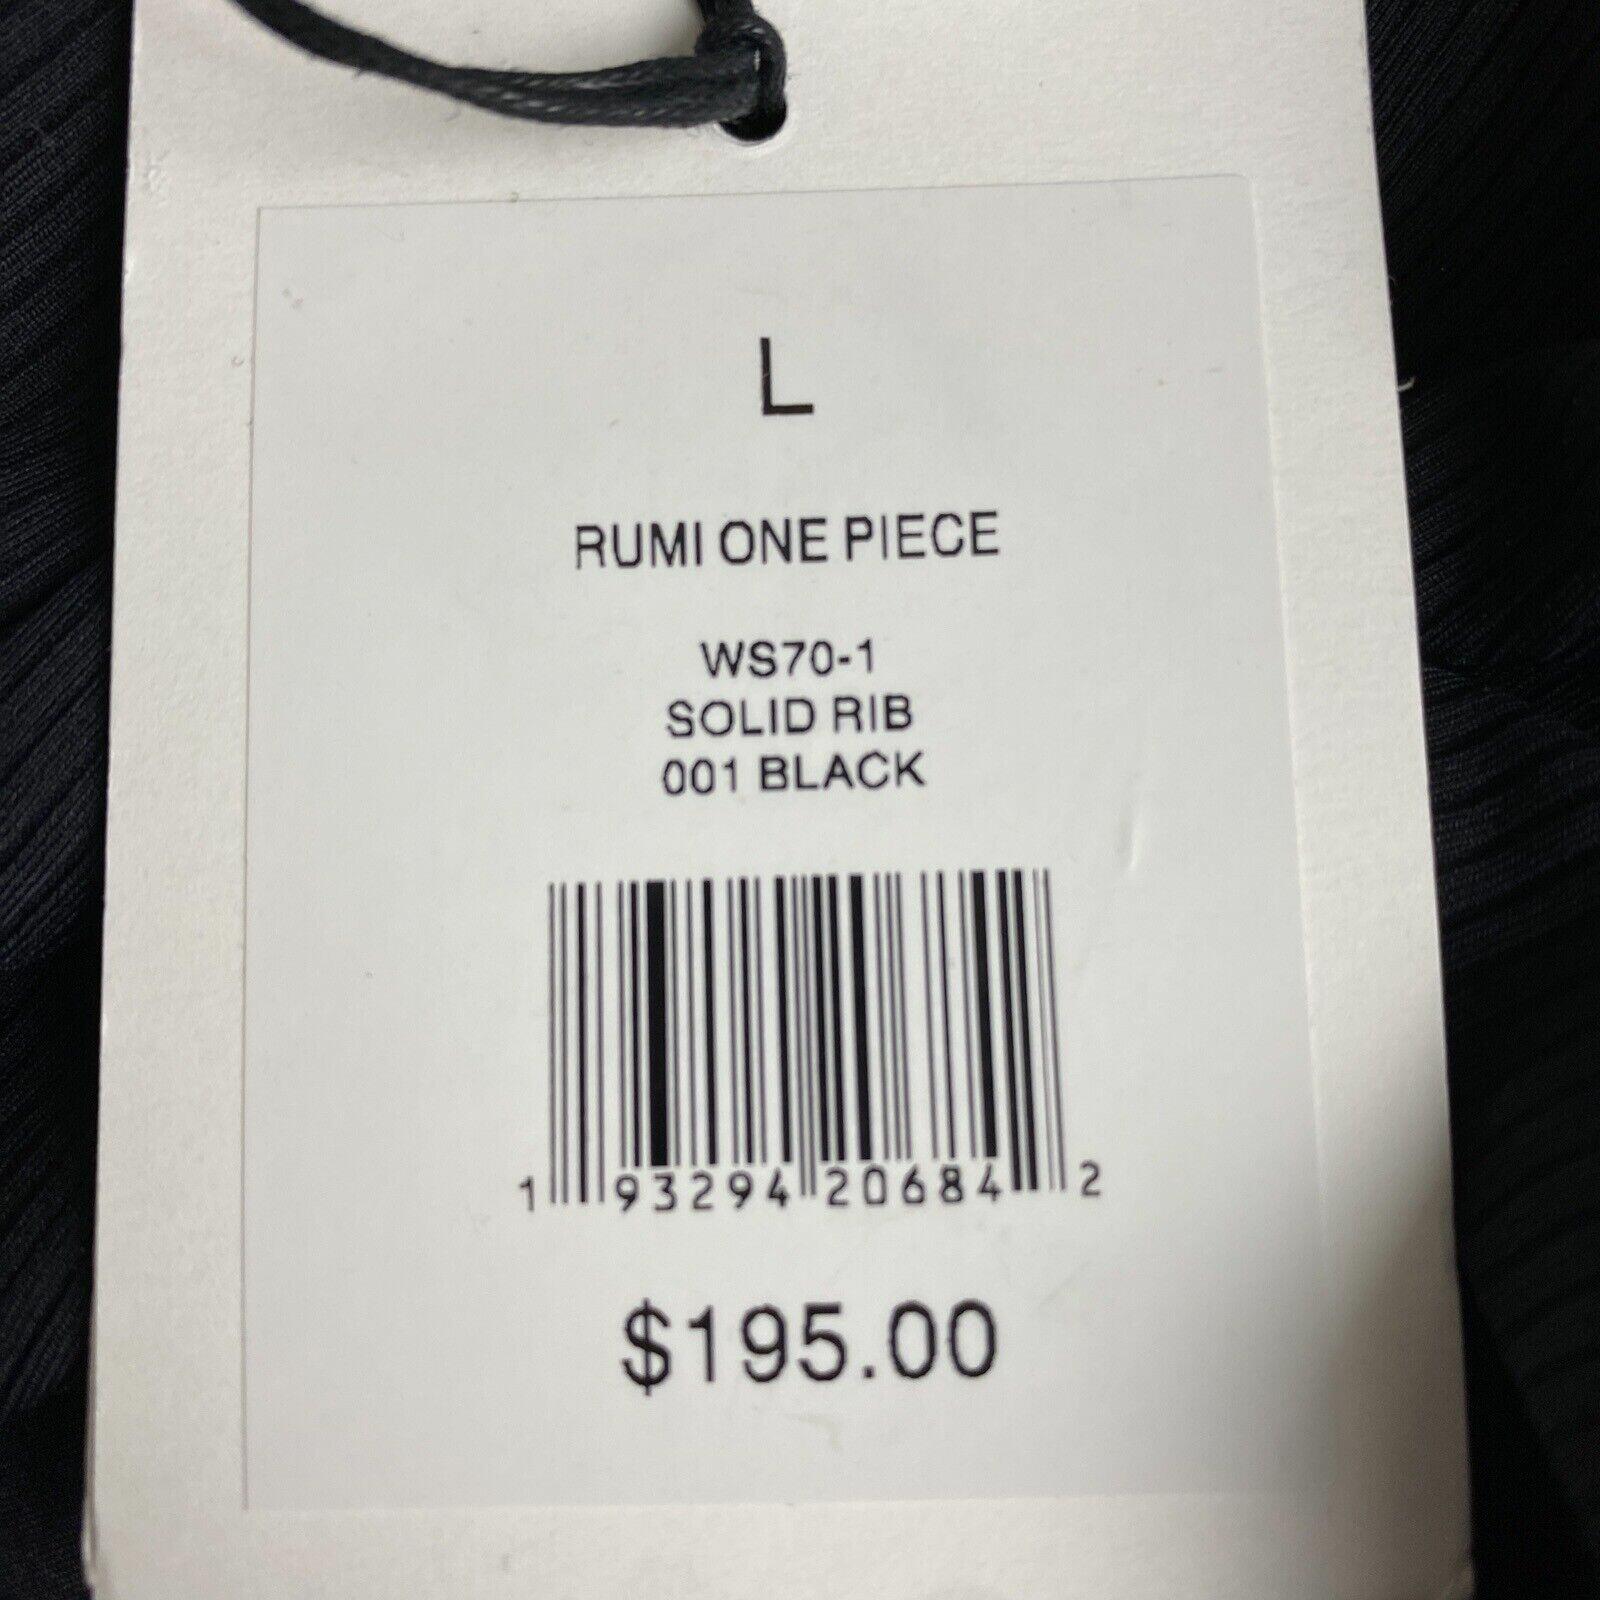 L
RUMI ONE PIECE
WS70-1
SOLID RIB
001 BLACK
1 93294 20684 2
$195.00